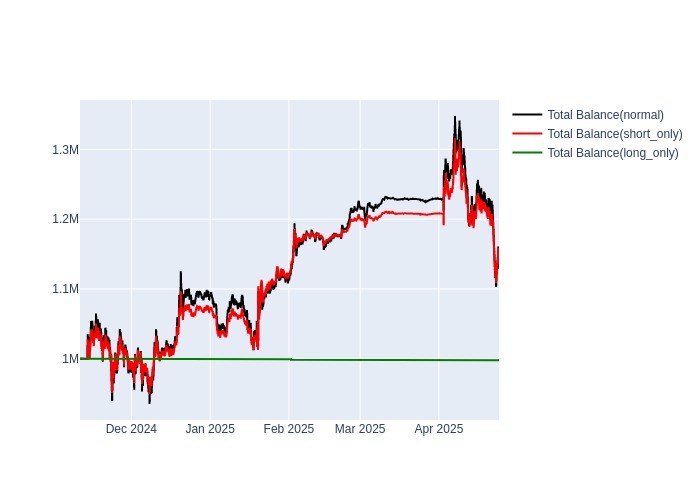 Total Balance(normal)
Total Balance(short_only)
Total Balance(long_only)
1.3M
1.2M
1.1M
1M
Dec 2024
Jan 2025
Feb 2025
Mar 2025
Apr 2025